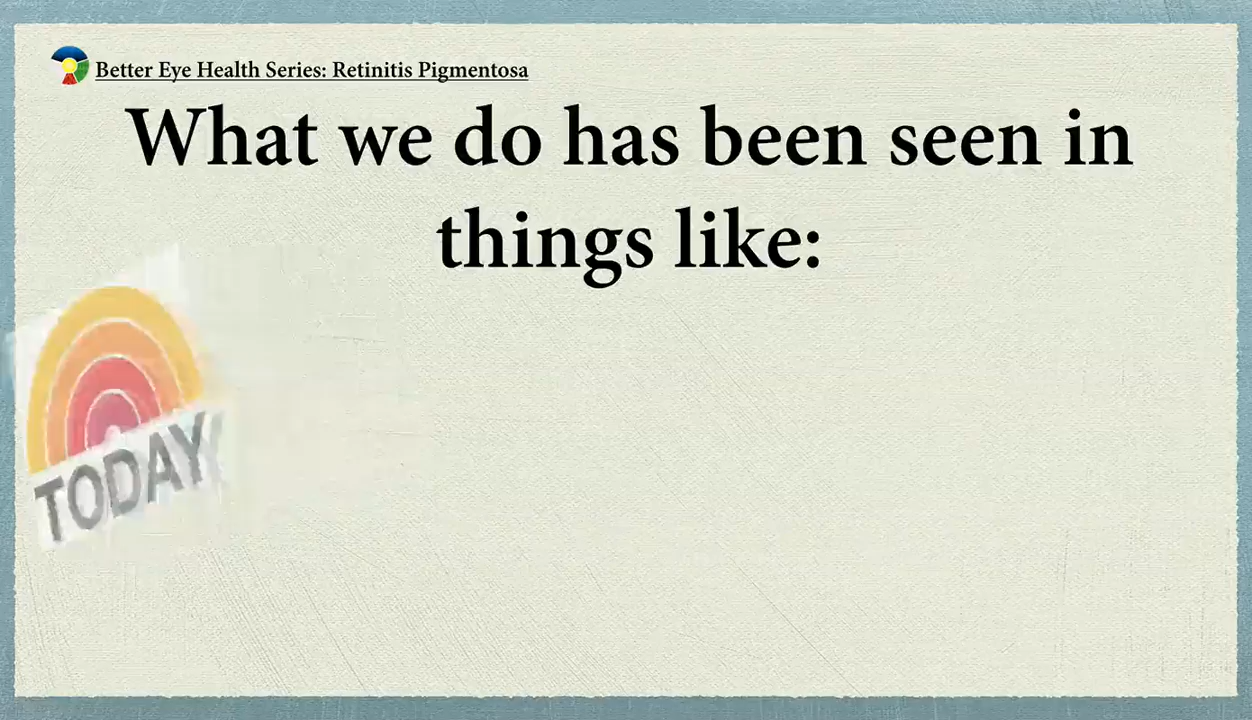 Better Eye Health Series: Retinitis Pigmentosa
What we do has been seen in
things like:
TODAY